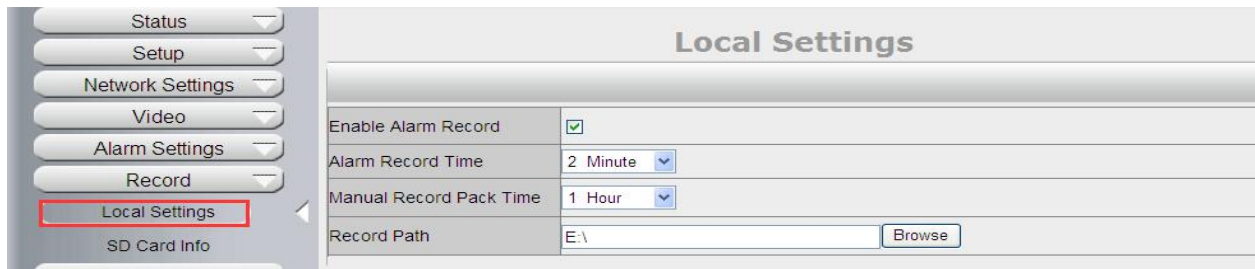 Status
Setup
Network Settings
Video
Alarm Settings
Record
Local Settings
SD Card Info
Local Settings
Enable Alarm Record
Alarm Record Time 2 Minute
Manual Record Pack Time 1 Hour
Record Path E:\ Browse